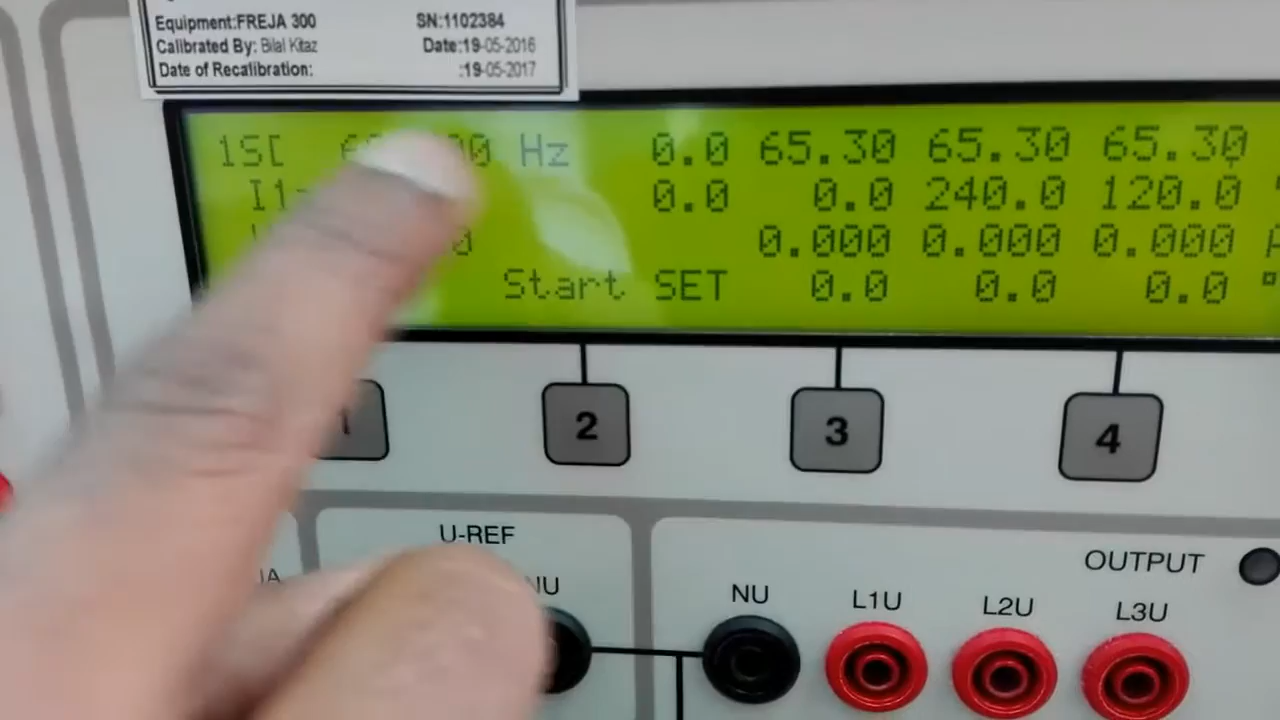 Equipment:FREJA 300 SN:1102384
Calibrated By: Bilal Kitaz Date:19-05-2016
Date of Recalibration: :19-05-2017
Hz 0.0 65.30 65.30 65.30
I1 0.0 0.0 240.0 120.0 °
0.000 0.000 0.000
Start SET 0.0 0.0 0.0 °
1 2 3 4
U-REF
OUTPUT
NU NU L1U L2U L3U